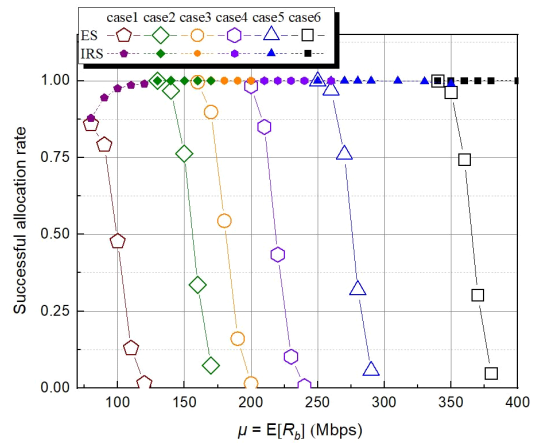 case1 case2 case3 case4 case5 case6
ES
IRS
1.00
0.75
0.50
0.25
0.00
Successful allocation rate
100 150 200 250 300 350 400
μ = E[R_b] (Mbps)